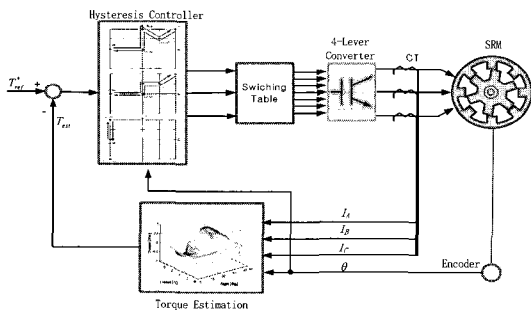 Hysteresis Controller
4-Lever
Converter
CT
SRM
T*ref
+
-
Test
Swiching
Table
IA
IB
IC
θ
Encoder
Torque Estimation